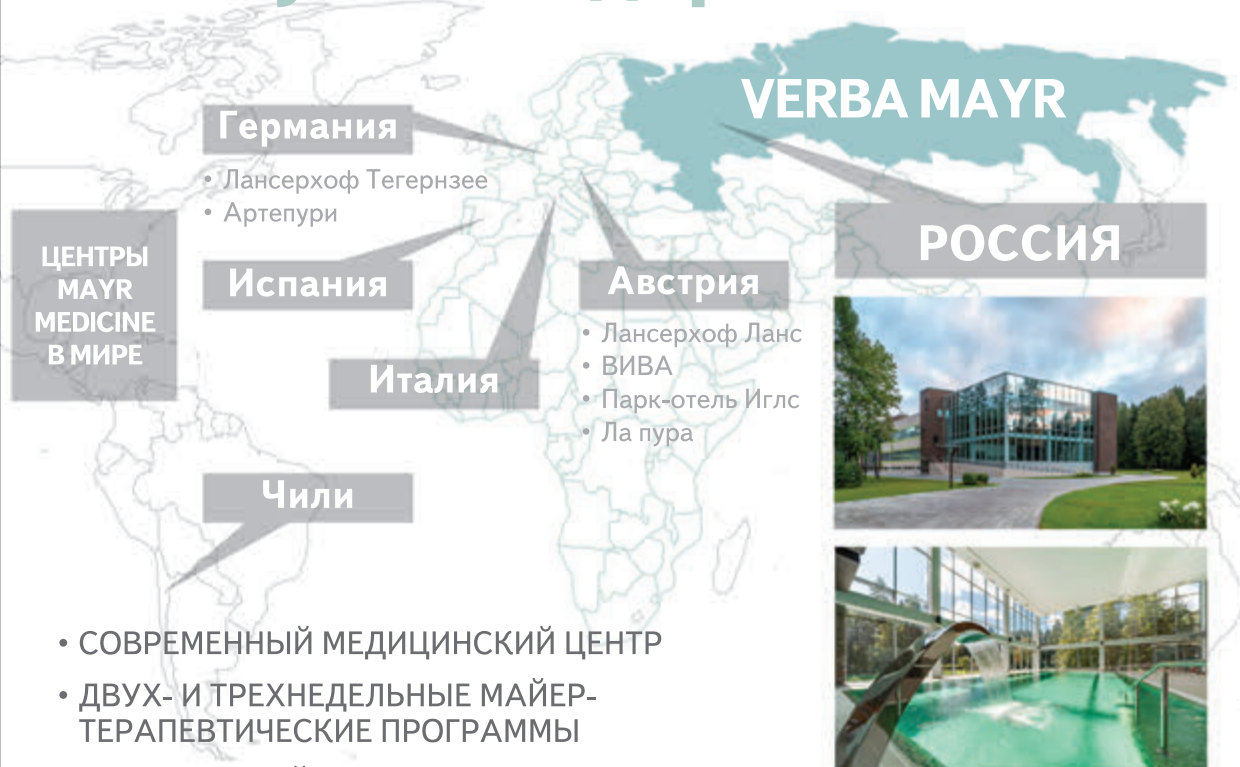 VERBA MAYR
Германия
• Лансерхоф Тегернзее
• Артепури
ЦЕНТРЫ
MAYR
MEDICINE
В МИРЕ
РОССИЯ
Испания
Австрия
• Лансерхоф Ланс
• ВИВА
• Парк-отель Иглс
• Ла пура
Италия
Чили
• СОВРЕМЕННЫЙ МЕДИЦИНСКИЙ ЦЕНТР
• ДВУХ- И ТРЕХНЕДЕЛЬНЫЕ МАЙЕР-
ТЕРАПЕВТИЧЕСКИЕ ПРОГРАММЫ